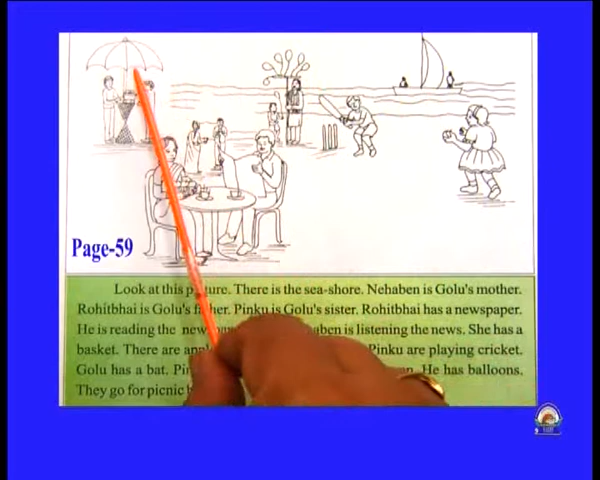 Page-59
Look at this picture. There is the sea-shore. Nehaben is Golu's mother.
Rohitbhai is Golu's father. Pinku is Golu's sister. Rohitbhai has a newspaper.
He is reading the is listening the news. She has a
basket. There are Pinku are playing cricket.
Golu has a bat. He has balloons.
They go for picnic